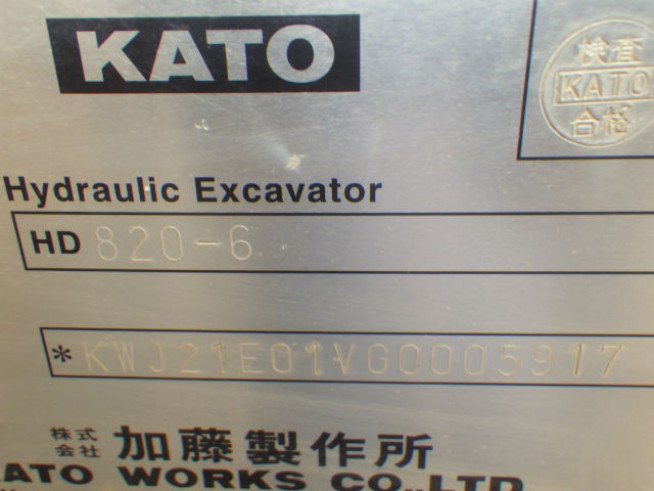 KATO
検査
KATO
合格
Hydraulic Excavator
HD 820-6
*KWJ21E01VG0005917
株式会社 加藤製作所
KATO WORKS CO.,LTD